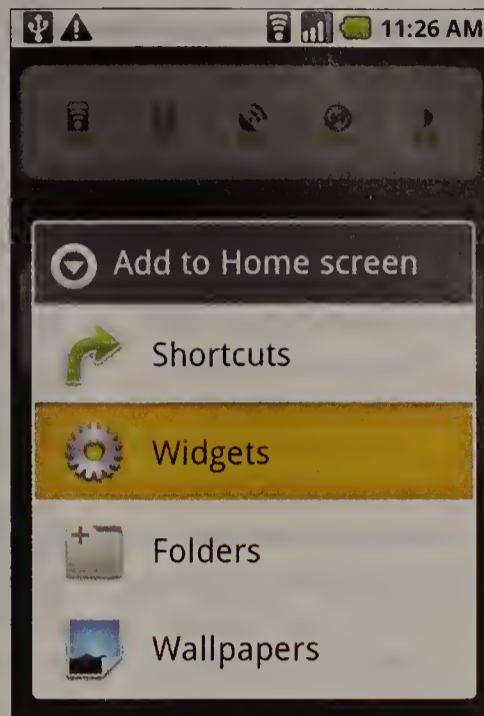 11:26 AM
Add to Home screen
Shortcuts
Widgets
Folders
Wallpapers